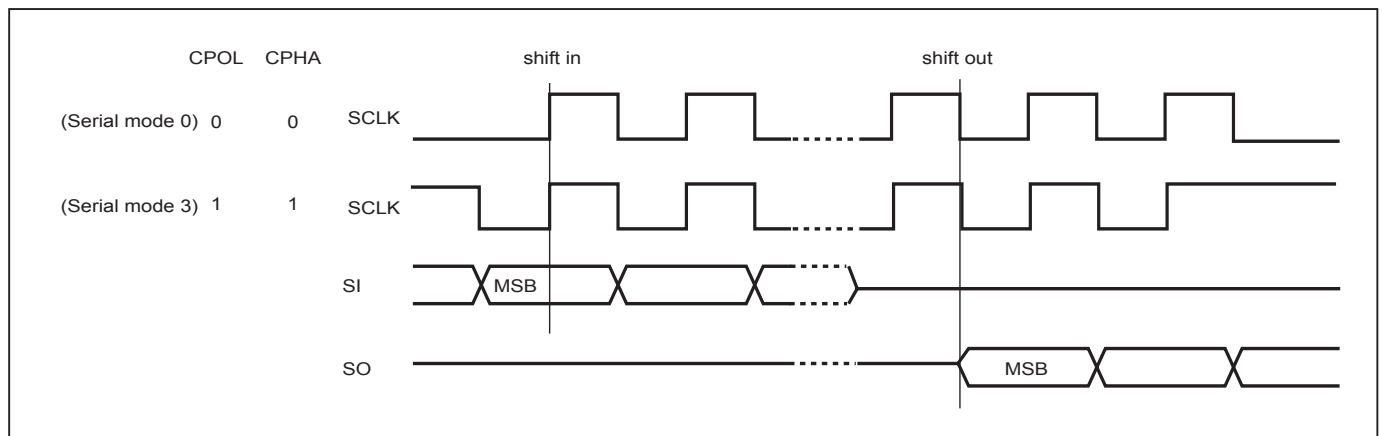 CPOL CPHA shift in shift out
(Serial mode 0) 0 0 SCLK
(Serial mode 3) 1 1 SCLK
SI MSB
SO MSB